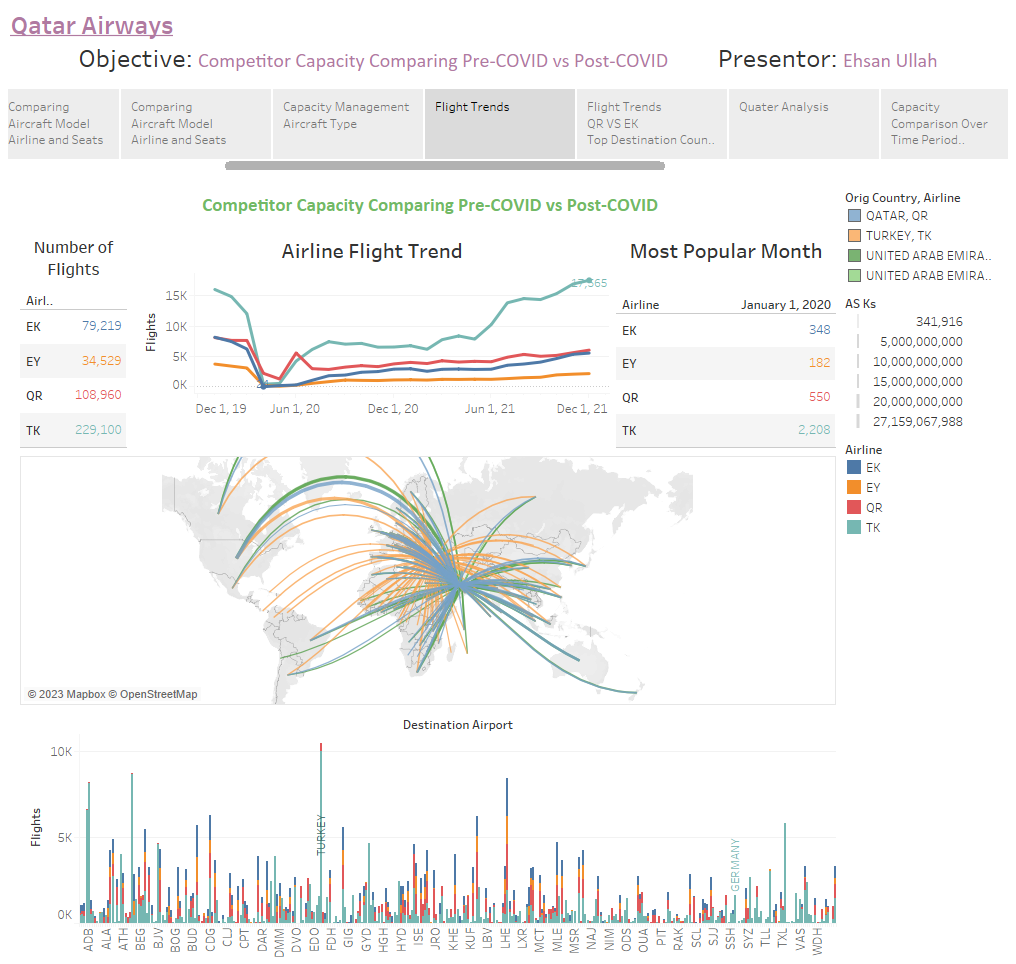 Qatar Airways
Objective: Competitor Capacity Comparing Pre-COVID vs Post-COVID
Presentor: Ehsan Ullah
Comparing
Aircraft Model
Airline and Seats
Comparing
Aircraft Model
Airline and Seats
Capacity Management
Aircraft Type
Flight Trends
Flight Trends
QR VS EK
Top Destination Coun..
Quater Analysis
Capacity
Comparison Over
Time Period..
Competitor Capacity Comparing Pre-COVID vs Post-COVID
Number of
Flights
Airl..
EK 79,219
EY 34,529
QR 108,960
TK 229,100
Airline Flight Trend
Flights
15K
10K
5K
0K
17,565
Dec 1, 19
Jun 1, 20
Dec 1, 20
Jun 1, 21
Dec 1, 21
Most Popular Month
Airline January 1, 2020
EK 348
EY 182
QR 550
TK 2,208
Orig Country, Airline
QATAR, QR
TURKEY, TK
UNITED ARAB EMIRA..
UNITED ARAB EMIRA..
AS Ks
341,916
5,000,000,000
10,000,000,000
15,000,000,000
20,000,000,000
27,159,067,988
Airline
EK
EY
QR
TK
© 2023 Mapbox © OpenStreetMap
Destination Airport
Flights
10K
5K
0K
TURKEY
GERMANY
ADB
ALA
ATH
BEG
BJV
BOG
BUD
CDG
CLJ
CPT
DAR
DMM
DVO
EDO
FDH
GIG
GYD
HGH
HYD
ISE
JRO
KHE
KUF
LBV
LHE
LXR
MCT
MLE
MSR
NAJ
NIM
ODS
OUA
PIT
RAK
SCL
SJJ
SSH
SYZ
TLL
TXL
VAS
WDH